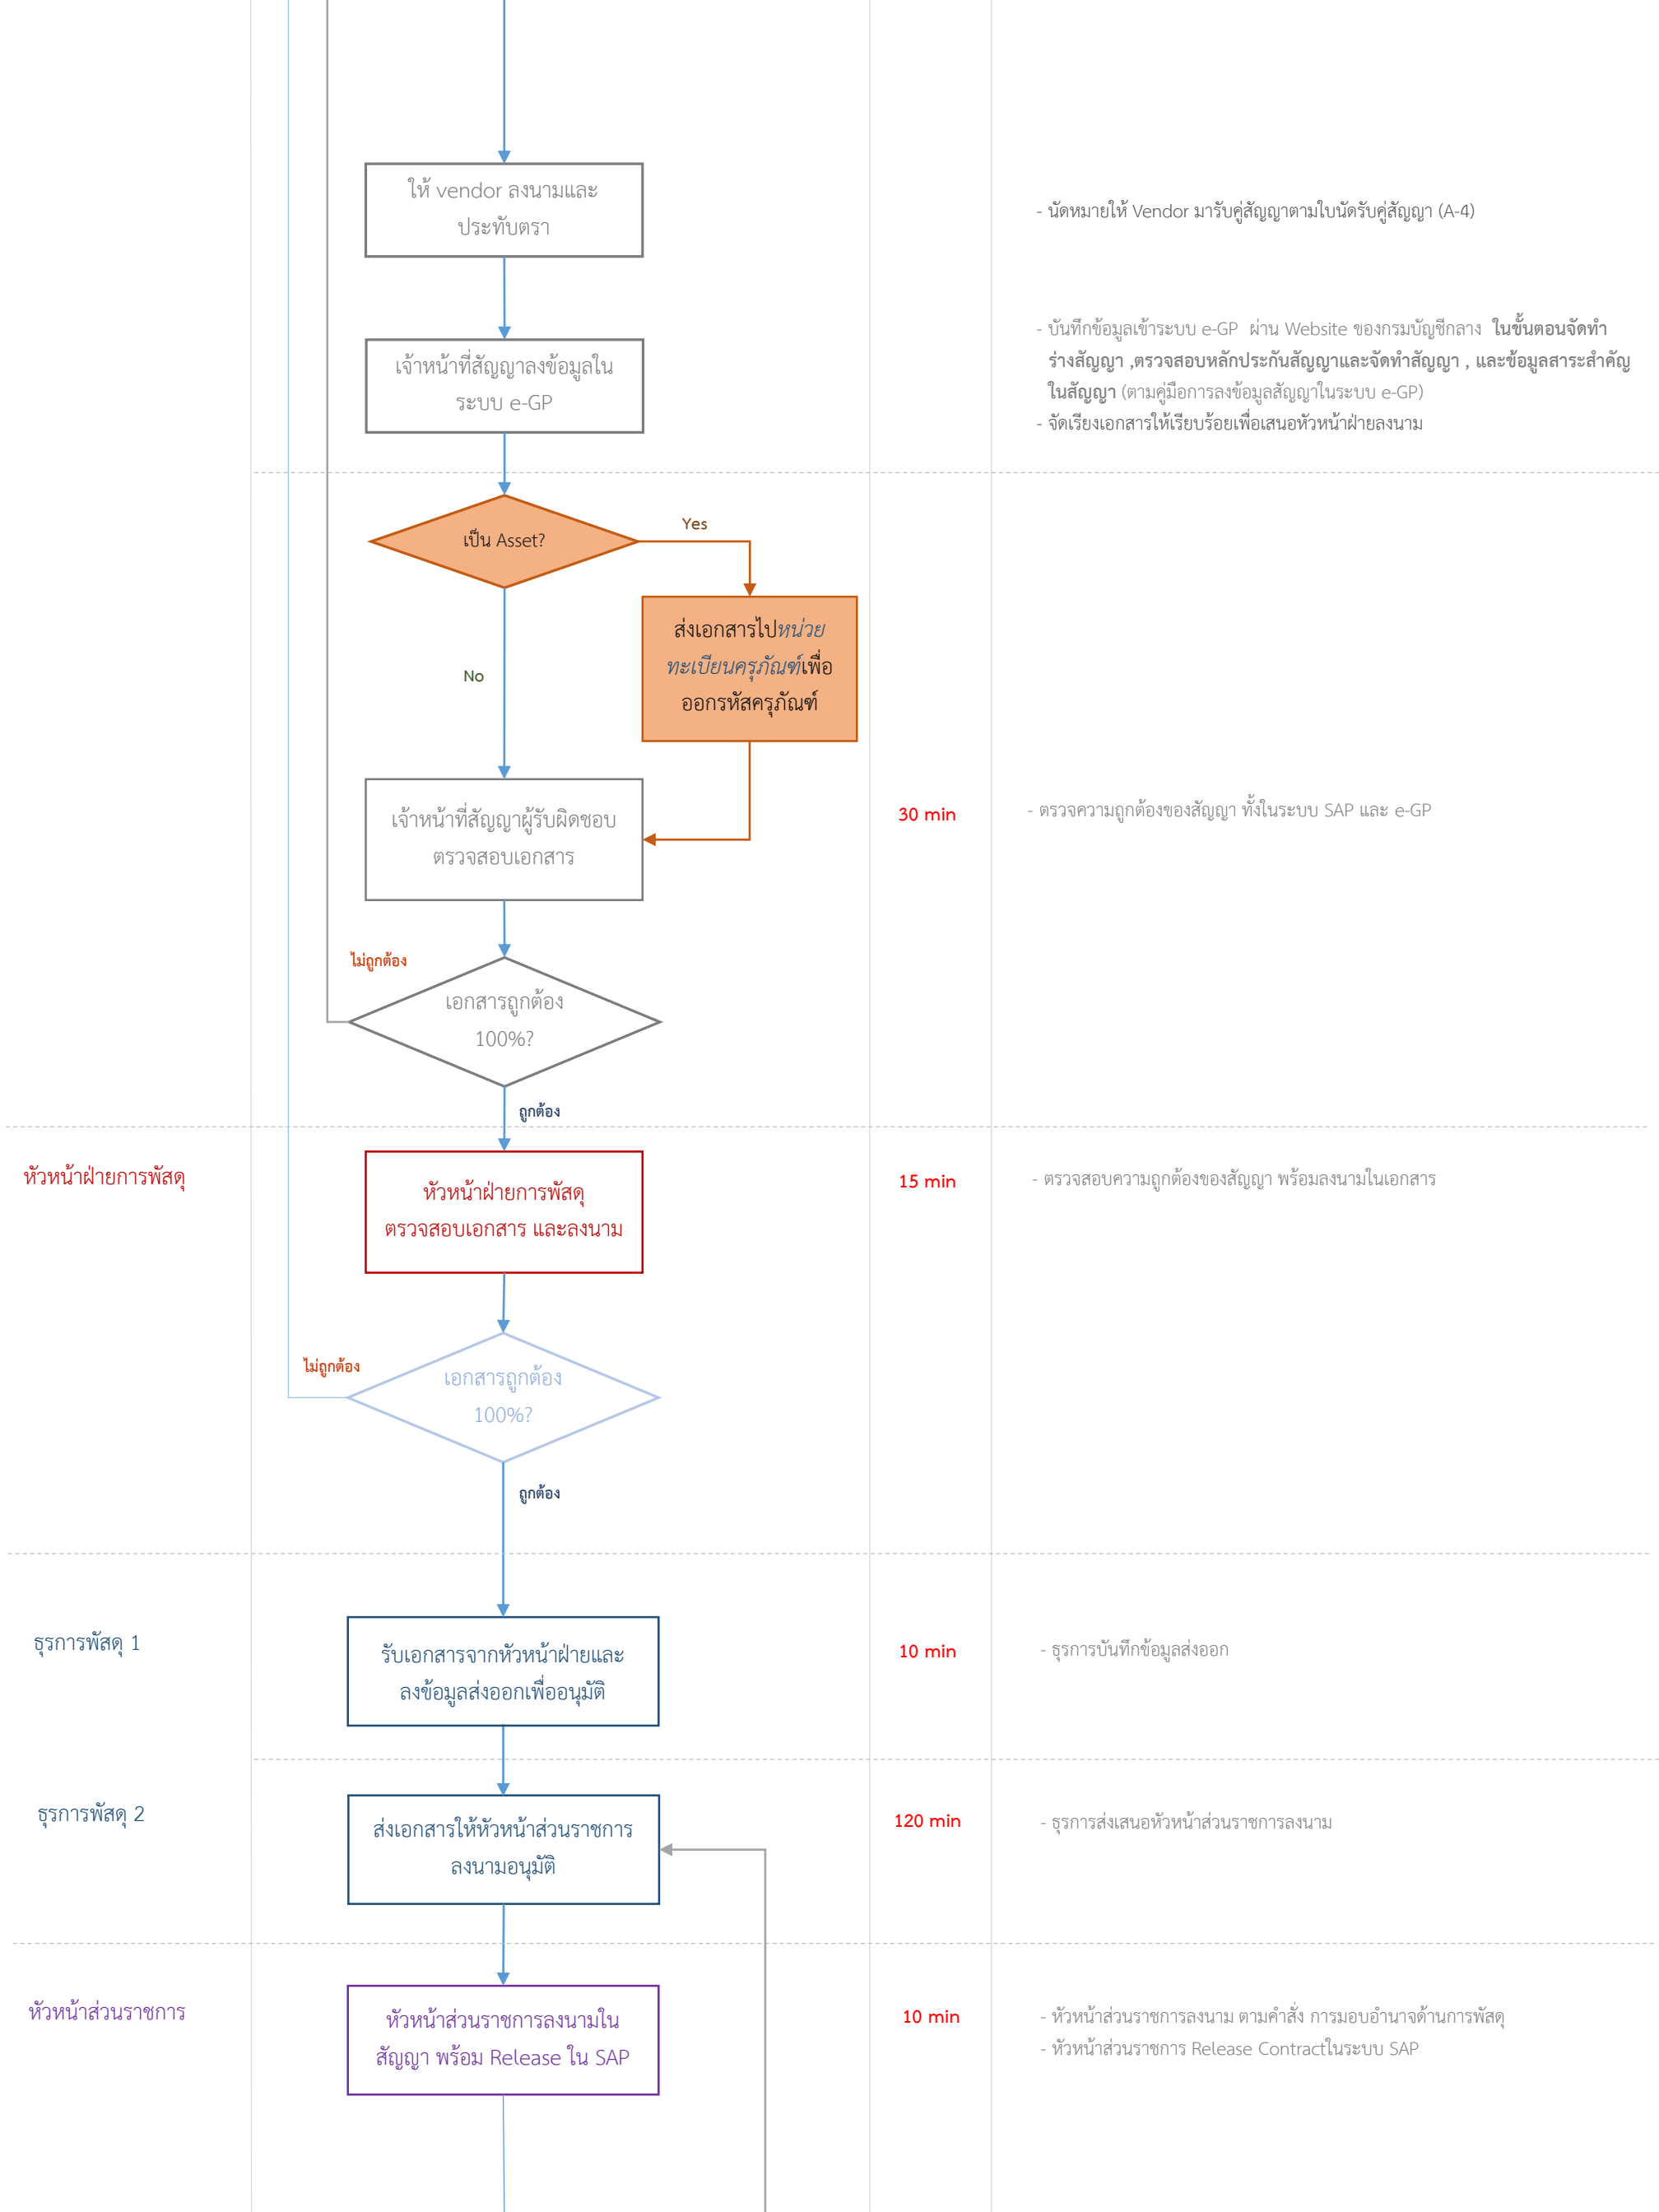 ให้ vendor ลงนามและ
ประทับตรา
- นัดหมายให้ Vendor มารับคู่สัญญาตามใบนัดรับคู่สัญญา (A-4)
เจ้าหน้าที่สัญญาลงข้อมูลใน
ระบบ e-GP
- บันทึกข้อมูลเข้าระบบ e-GP ผ่าน Website ของกรมบัญชีกลาง ในขั้นตอนจัดทำ
ร่างสัญญา ,ตรวจสอบหลักประกันสัญญาและจัดทำสัญญา , และข้อมูลสาระสำคัญ
ในสัญญา (ตามคู่มือการลงข้อมูลสัญญาในระบบ e-GP)
- จัดเรียงเอกสารให้เรียบร้อยเพื่อเสนอหัวหน้าฝ่ายลงนาม
เป็น Asset?
Yes
ส่งเอกสารไปหน่วย
ทะเบียนครุภัณฑ์เพื่อ
ออกรหัสครุภัณฑ์
No
เจ้าหน้าที่สัญญาผู้รับผิดชอบ
ตรวจสอบเอกสาร
30 min
- ตรวจความถูกต้องของสัญญา ทั้งในระบบ SAP และ e-GP
ไม่ถูกต้อง
เอกสารถูกต้อง
100%?
ถูกต้อง
หัวหน้าฝ่ายการพัสดุ
หัวหน้าฝ่ายการพัสดุ
ตรวจสอบเอกสาร และลงนาม
15 min
- ตรวจสอบความถูกต้องของสัญญา พร้อมลงนามในเอกสาร
ไม่ถูกต้อง
เอกสารถูกต้อง
100%?
ถูกต้อง
ธุรการพัสดุ 1
รับเอกสารจากหัวหน้าฝ่ายและ
ลงข้อมูลส่งออกเพื่ออนุมัติ
10 min
- ธุรการบันทึกข้อมูลส่งออก
ธุรการพัสดุ 2
ส่งเอกสารให้หัวหน้าส่วนราชการ
ลงนามอนุมัติ
120 min
- ธุรการส่งเสนอหัวหน้าส่วนราชการลงนาม
หัวหน้าส่วนราชการ
หัวหน้าส่วนราชการลงนามใน
สัญญา พร้อม Release ใน SAP
10 min
- หัวหน้าส่วนราชการลงนาม ตามคำสั่ง การมอบอำนาจด้านการพัสดุ
- หัวหน้าส่วนราชการ Release Contractในระบบ SAP